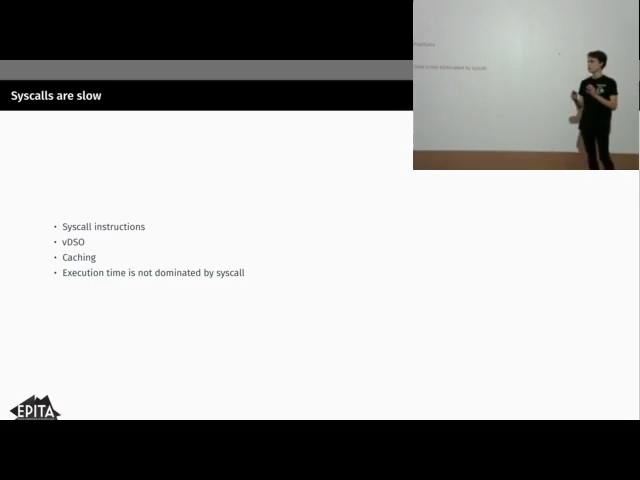 Syscalls are slow
• Syscall instructions
• vDSO
• Caching
• Execution time is not dominated by syscall
EPITA